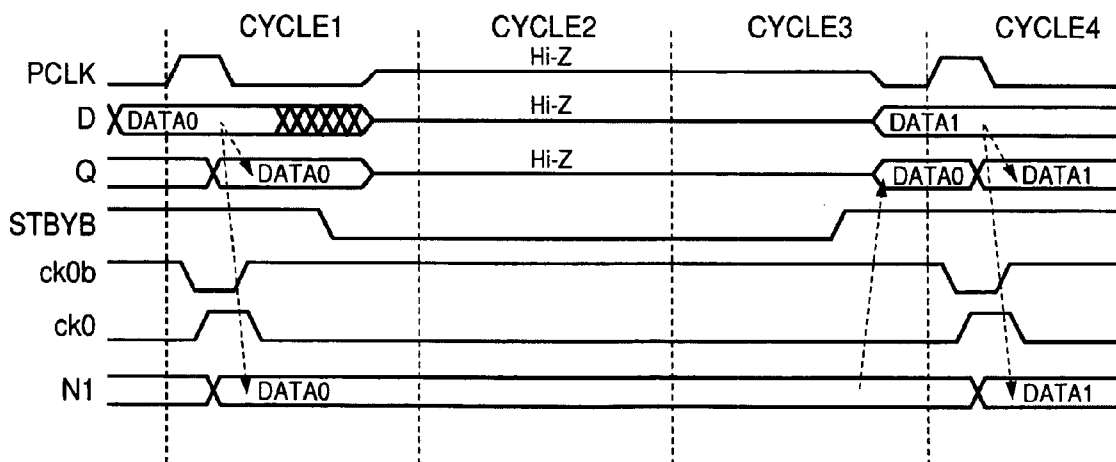 CYCLE1 CYCLE2 CYCLE3 CYCLE4
PCLK Hi-Z
D DATA0 Hi-Z DATA1
Q DATA0 Hi-Z DATA0 DATA1
STBYB
ck0b
ck0
N1 DATA0 DATA1